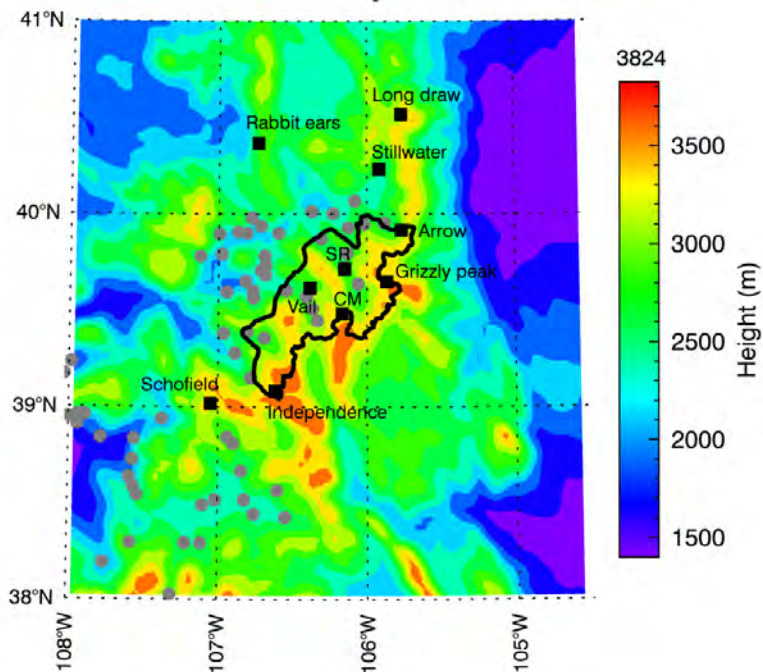 41°N
3824
Long draw
Rabbit ears
3500
Stillwater
40°N
Arrow
3000
SR
Grizzly peak
Vail
CM
Height (m)
2500
Schofield
39°N
Independence
2000
1500
38°N
108°W
107°W
106°W
105°W